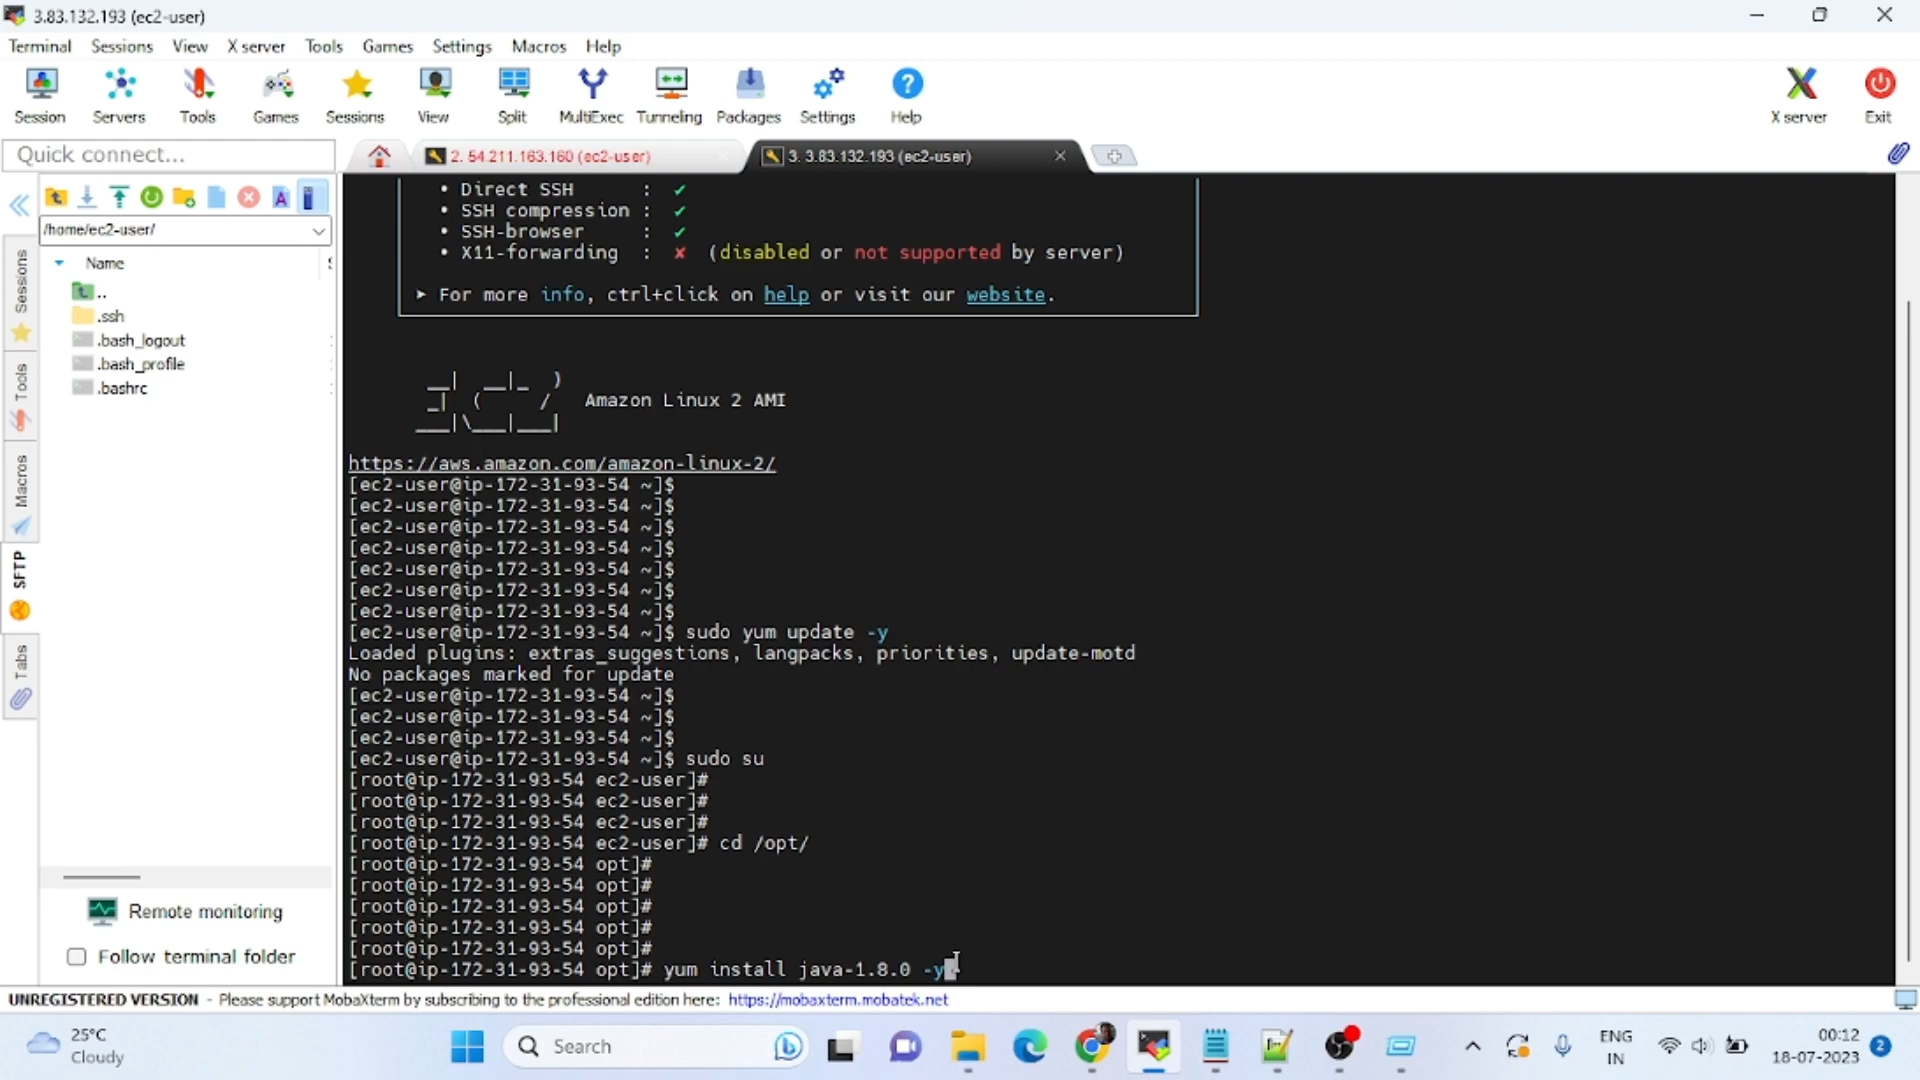 3.83.132.193 (ec2-user)
Terminal Sessions View X server Tools Games Settings Macros Help
Session Servers Tools Games Sessions View Split MultiExec Tunneling Packages Settings Help X server Exit
Quick connect...
2. 54.211.163.160 (ec2-user)
3. 3.83.132.193 (ec2-user)
/home/ec2-user/
Name
..
.ssh
.bash_logout
.bash_profile
.bashrc
Sessions
Tools
Macros
SFTP
Tabs
Remote monitoring
Follow terminal folder
• Direct SSH : ✔
• SSH compression : ✔
• SSH-browser : ✔
• X11-forwarding : ✘ (disabled or not supported by server)
➤ For more info, ctrl+click on help or visit our website.
__| __|_ )
_| ( / Amazon Linux 2 AMI
___|\___|___|
https://aws.amazon.com/amazon-linux-2/
[ec2-user@ip-172-31-93-54 ~]$
[ec2-user@ip-172-31-93-54 ~]$
[ec2-user@ip-172-31-93-54 ~]$
[ec2-user@ip-172-31-93-54 ~]$
[ec2-user@ip-172-31-93-54 ~]$
[ec2-user@ip-172-31-93-54 ~]$
[ec2-user@ip-172-31-93-54 ~]$
[ec2-user@ip-172-31-93-54 ~]$ sudo yum update -y
Loaded plugins: extras_suggestions, langpacks, priorities, update-motd
No packages marked for update
[ec2-user@ip-172-31-93-54 ~]$
[ec2-user@ip-172-31-93-54 ~]$
[ec2-user@ip-172-31-93-54 ~]$
[ec2-user@ip-172-31-93-54 ~]$ sudo su
[root@ip-172-31-93-54 ec2-user]#
[root@ip-172-31-93-54 ec2-user]#
[root@ip-172-31-93-54 ec2-user]#
[root@ip-172-31-93-54 ec2-user]# cd /opt/
[root@ip-172-31-93-54 opt]#
[root@ip-172-31-93-54 opt]#
[root@ip-172-31-93-54 opt]#
[root@ip-172-31-93-54 opt]#
[root@ip-172-31-93-54 opt]#
[root@ip-172-31-93-54 opt]# yum install java-1.8.0 -y
UNREGISTERED VERSION - Please support MobaXterm by subscribing to the professional edition here: https://mobaxterm.mobatek.net
25°C
Cloudy
Search
ENG
IN
00:12
18-07-2023
2